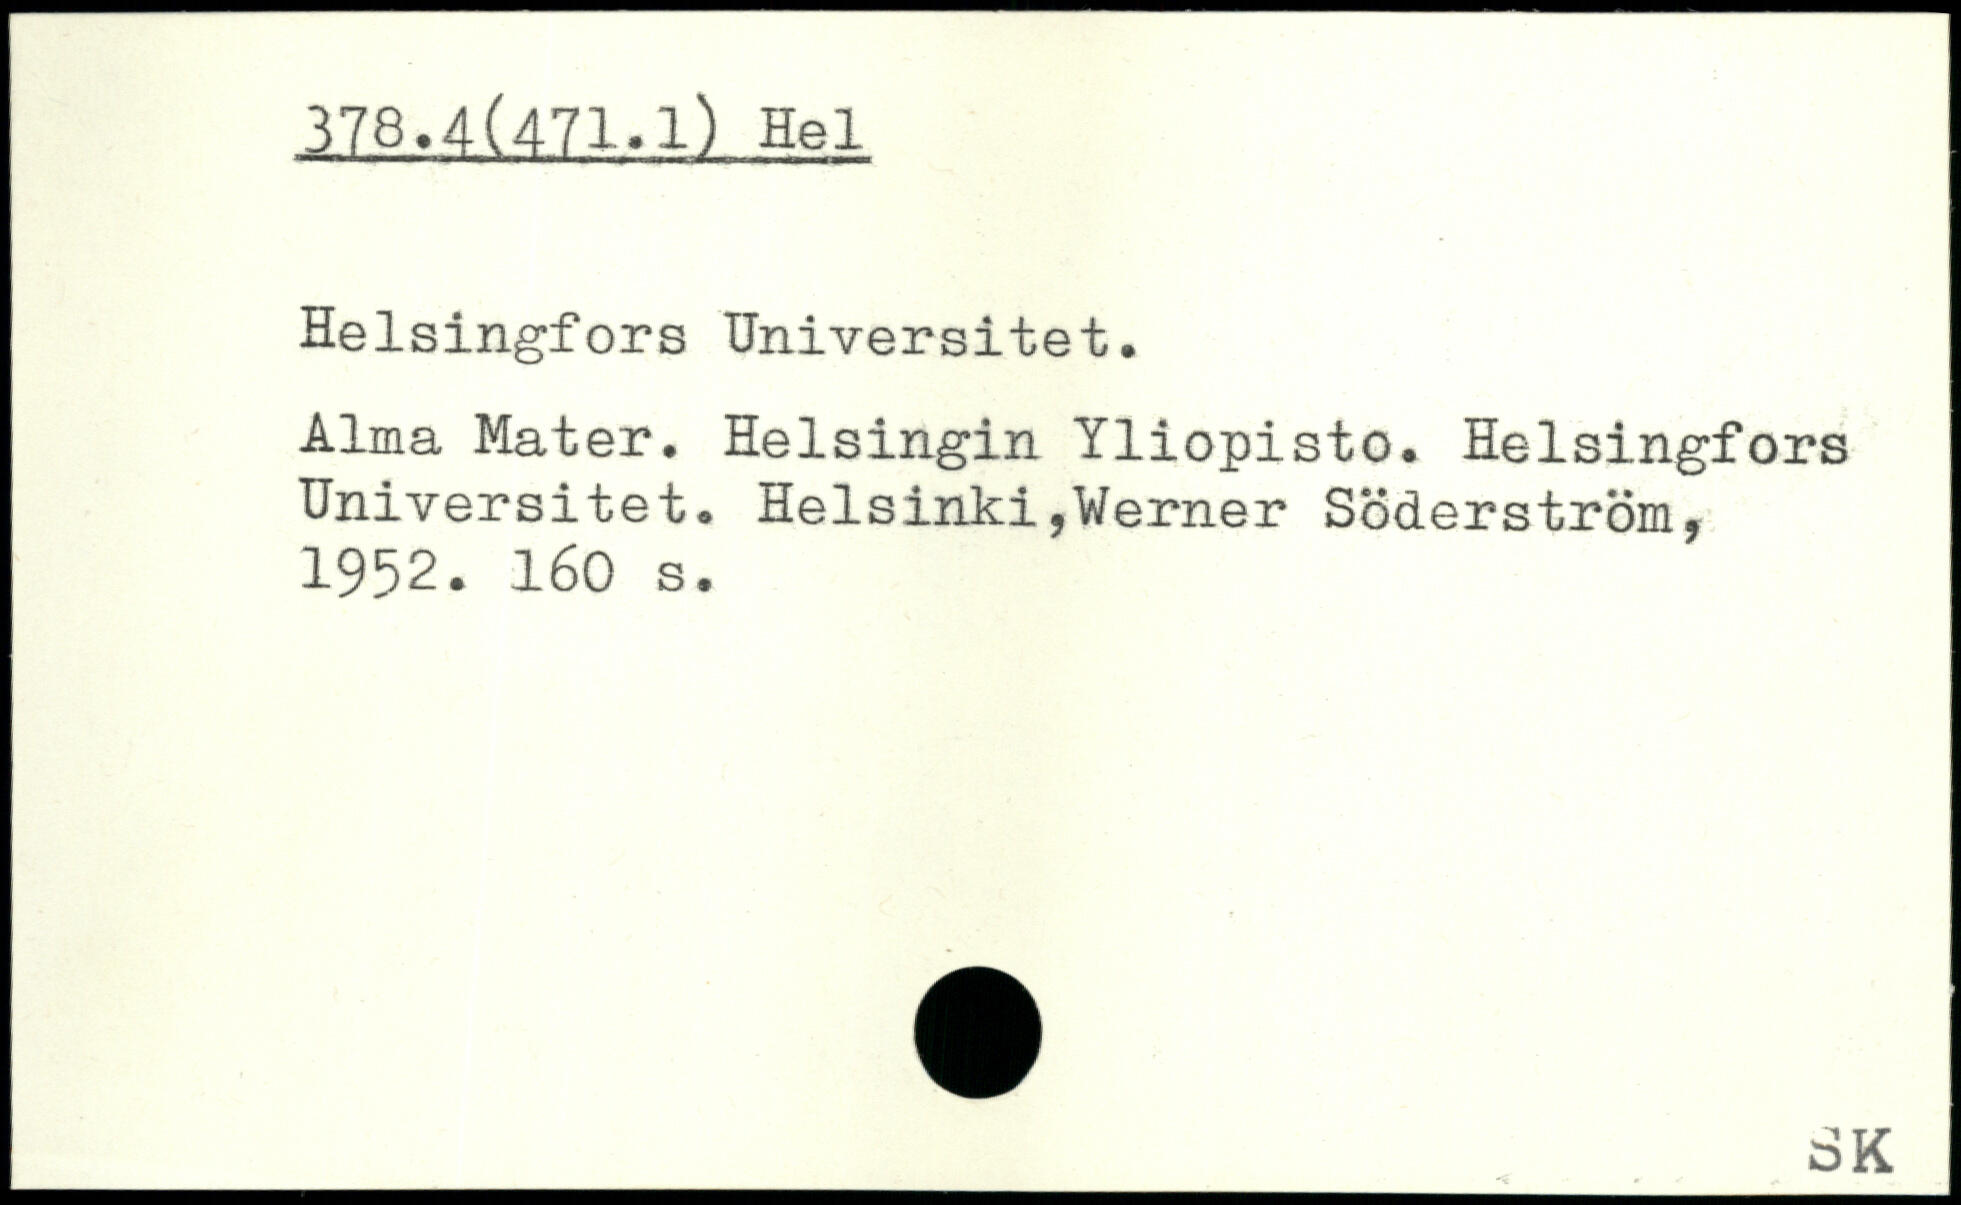 378.4(471.1) Hel
Helsingfors Universitet.
Alma Mater. Helsingin Yliopisto. Helsingfors
Universitet. Helsinki,Werner Söderström,
1952. 160 s.
SK